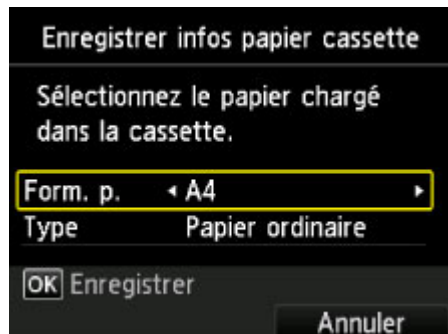 Enregistrer infos papier cassette
Sélectionnez le papier chargé
dans la cassette.
Form. p. A4
Type Papier ordinaire
OK Enregistrer
Annuler